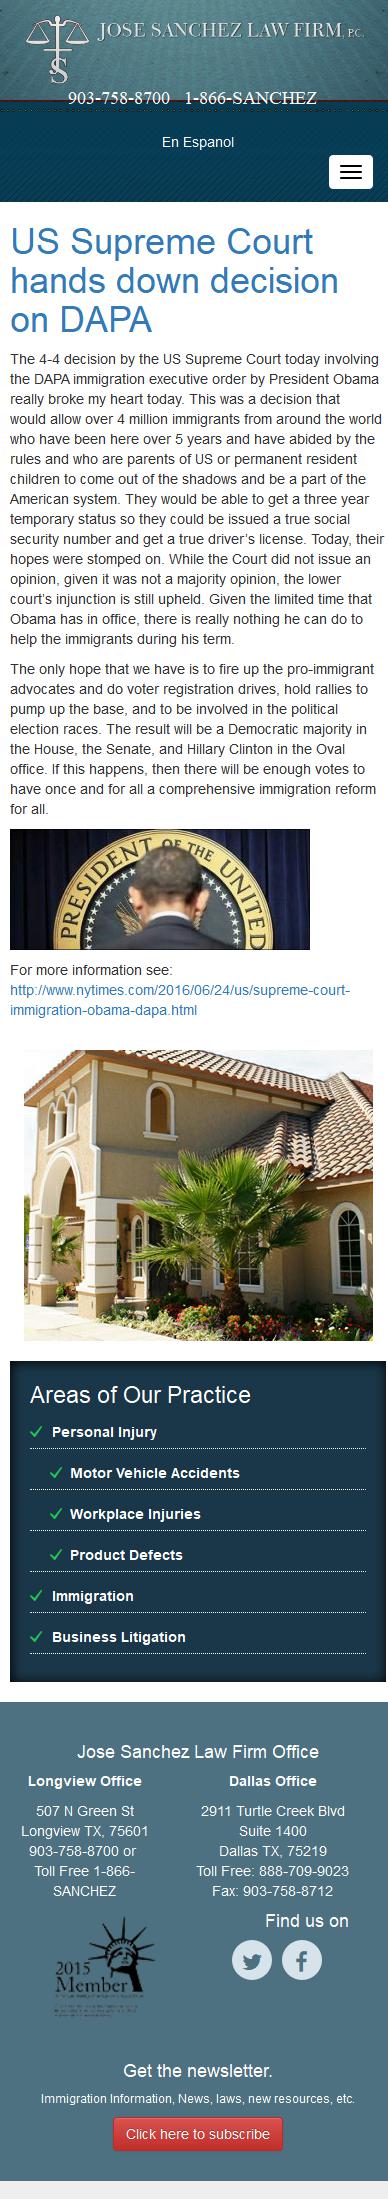 JOSE SANCHEZ LAW FIRM, P.C.
903-758-8700 1-866-SANCHEZ
En Espanol
US Supreme Court
hands down decision
on DAPA
The 4-4 decision by the US Supreme Court today involving
the DAPA immigration executive order by President Obama
really broke my heart today. This was a decision that
would allow over 4 million immigrants from around the world
who have been here over 5 years and have abided by the
rules and who are parents of US or permanent resident
children to come out of the shadows and be a part of the
American system. They would be able to get a three year
temporary status so they could be issued a true social
security number and get a true driver's license. Today, their
hopes were stomped on. While the Court did not issue an
opinion, given it was not a majority opinion, the lower
court's injunction is still upheld. Given the limited time that
Obama has in office, there is really nothing he can do to
help the immigrants during his term.
The only hope that we have is to fire up the pro-immigrant
advocates and do voter registration drives, hold rallies to
pump up the base, and to be involved in the political
election races. The result will be a Democratic majority in
the House, the Senate, and Hillary Clinton in the Oval
office. If this happens, then there will be enough votes to
have once and for all a comprehensive immigration reform
for all.
PRESIDENT OF THE UNITED
For more information see:
http://www.nytimes.com/2016/06/24/us/supreme-court-
immigration-obama-dapa.html
Areas of Our Practice
Personal Injury
Motor Vehicle Accidents
Workplace Injuries
Product Defects
Immigration
Business Litigation
Jose Sanchez Law Firm Office
Longview Office
507 N Green St
Longview TX, 75601
903-758-8700 or
Toll Free 1-866-
SANCHEZ
Dallas Office
2911 Turtle Creek Blvd
Suite 1400
Dallas TX, 75219
Toll Free: 888-709-9023
Fax: 903-758-8712
2015
Member
Find us on
Get the newsletter.
Immigration Information, News, laws, new resources, etc.
Click here to subscribe